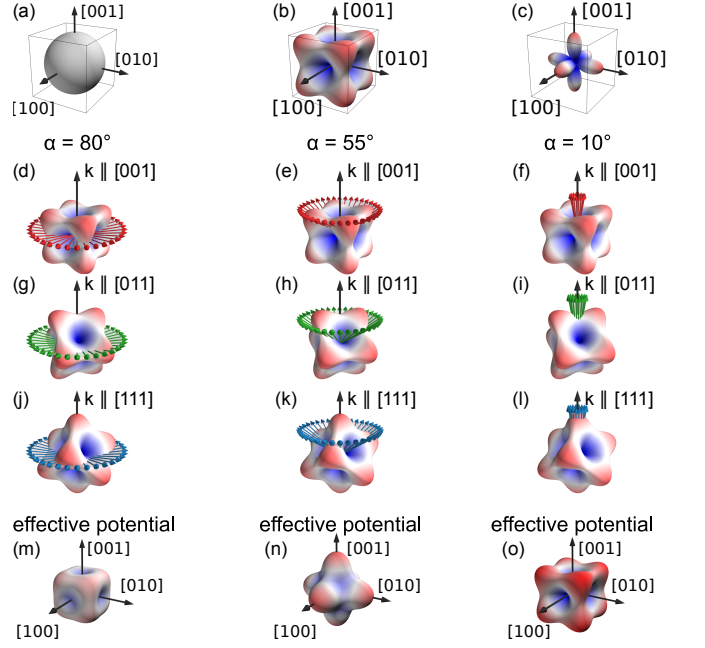 (a) [001] [010] [100]
(b) [001] [010] [100]
(c) [001] [010] [100]
α = 80° α = 55° α = 10°
(d) k ∥ [001] (e) k ∥ [001] (f) k ∥ [001]
(g) k ∥ [011] (h) k ∥ [011] (i) k ∥ [011]
(j) k ∥ [111] (k) k ∥ [111] (l) k ∥ [111]
effective potential effective potential effective potential
(m) [001] [010] [100]
(n) [001] [010] [100]
(o) [001] [010] [100]